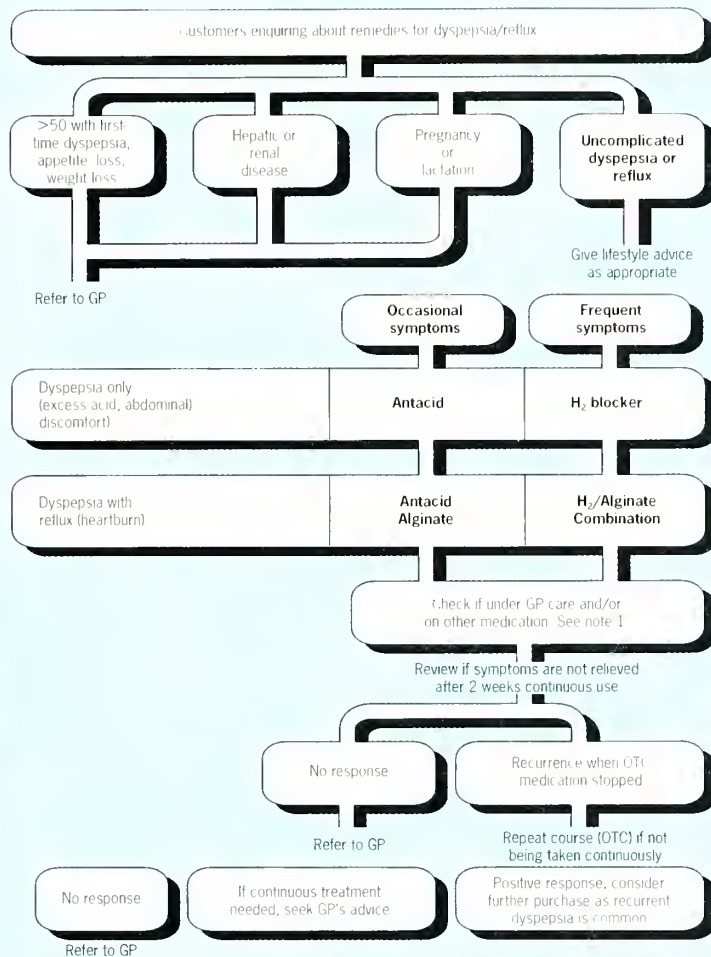 Customers enquiring about remedies for dyspepsia/reflux
>50 with first-
time dyspepsia,
appetite loss,
weight loss
Hepatic or
renal
disease
Pregnancy
or
lactation
Uncomplicated
dyspepsia or
reflux
Give lifestyle advice
as appropriate
Refer to GP
Occasional
symptoms
Frequent
symptoms
Dyspepsia only
(excess acid, abdominal)
discomfort)
Antacid
H₂ blocker
Dyspepsia with
reflux (heartburn)
Antacid
Alginate
H₂/Alginate
Combination
Check if under GP care and/or
on other medication. See note 1
Review if symptoms are not relieved
after 2 weeks continuous use
No response
Recurrence when OTC
medication stopped
Refer to GP
Repeat course (OTC) if not
being taken continuously
No response
If continuous treatment
needed, seek GP's advice
Positive response, consider
further purchase as recurrent
dyspepsia is common
Refer to GP